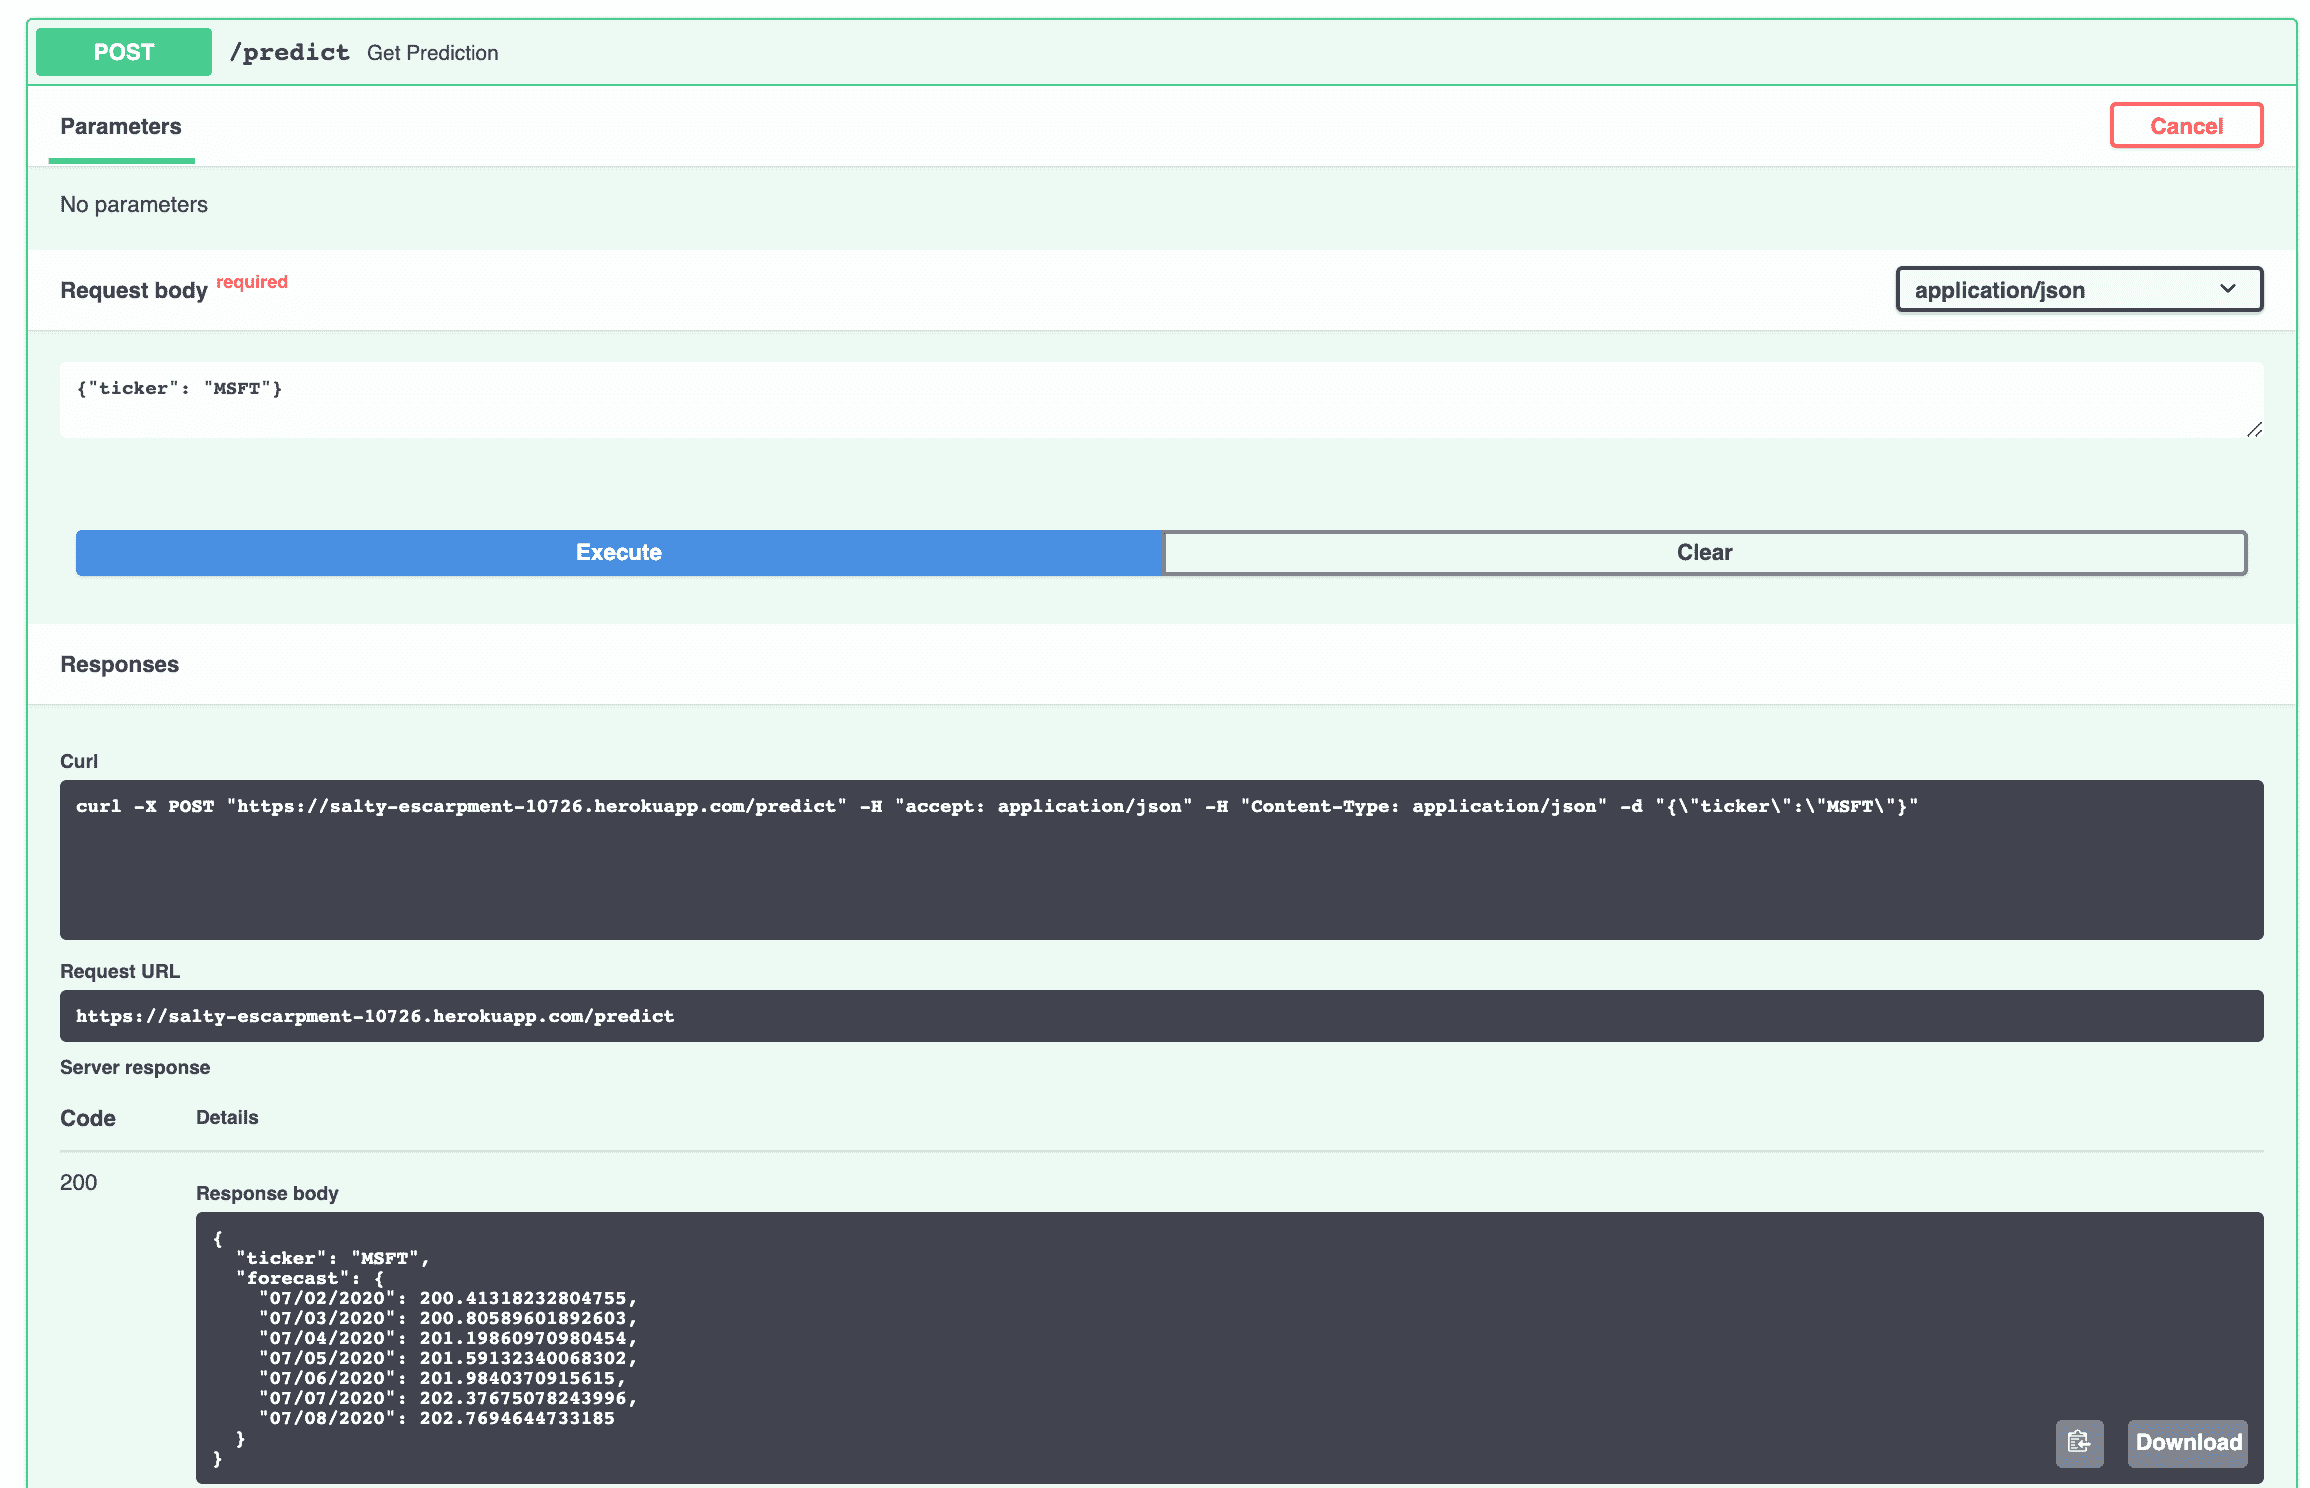 POST /predict Get Prediction
Parameters
Cancel
No parameters
Request body required
application/json
{"ticker": "MSFT"}
Execute
Clear
Responses
Curl
curl -X POST "https://salty-escarpment-10726.herokuapp.com/predict" -H "accept: application/json" -H "Content-Type: application/json" -d "{\"ticker\":\"MSFT\"}"
Request URL
https://salty-escarpment-10726.herokuapp.com/predict
Server response
Code Details
200
Response body
{
  "ticker": "MSFT",
  "forecast": {
    "07/02/2020": 200.41318232804755,
    "07/03/2020": 200.80589601892603,
    "07/04/2020": 201.19860970980454,
    "07/05/2020": 201.59132340068302,
    "07/06/2020": 201.9840370915615,
    "07/07/2020": 202.37675078243996,
    "07/08/2020": 202.7694644733185
  }
}
Download